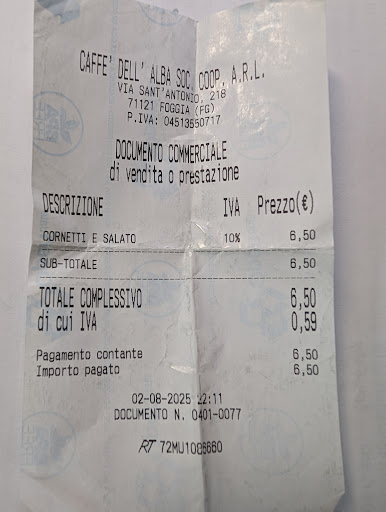 CAFFE' DELL' ALBA SOC. COOP. A.R.L.
VIA SANT'ANTONIO, 218
71121 FOGGIA (FG)
P.IVA: 04513550717
DOCUMENTO COMMERCIALE
di vendita o prestazione
DESCRIZIONE IVA Prezzo(€)
CORNETTI E SALATO 10% 6,50
SUB-TOTALE 6,50
TOTALE COMPLESSIVO 6,50
di cui IVA 0,59
Pagamento contante 6,50
Importo pagato 6,50
02-08-2025 22:11
DOCUMENTO N. 0401-0077
RT 72MU1086660